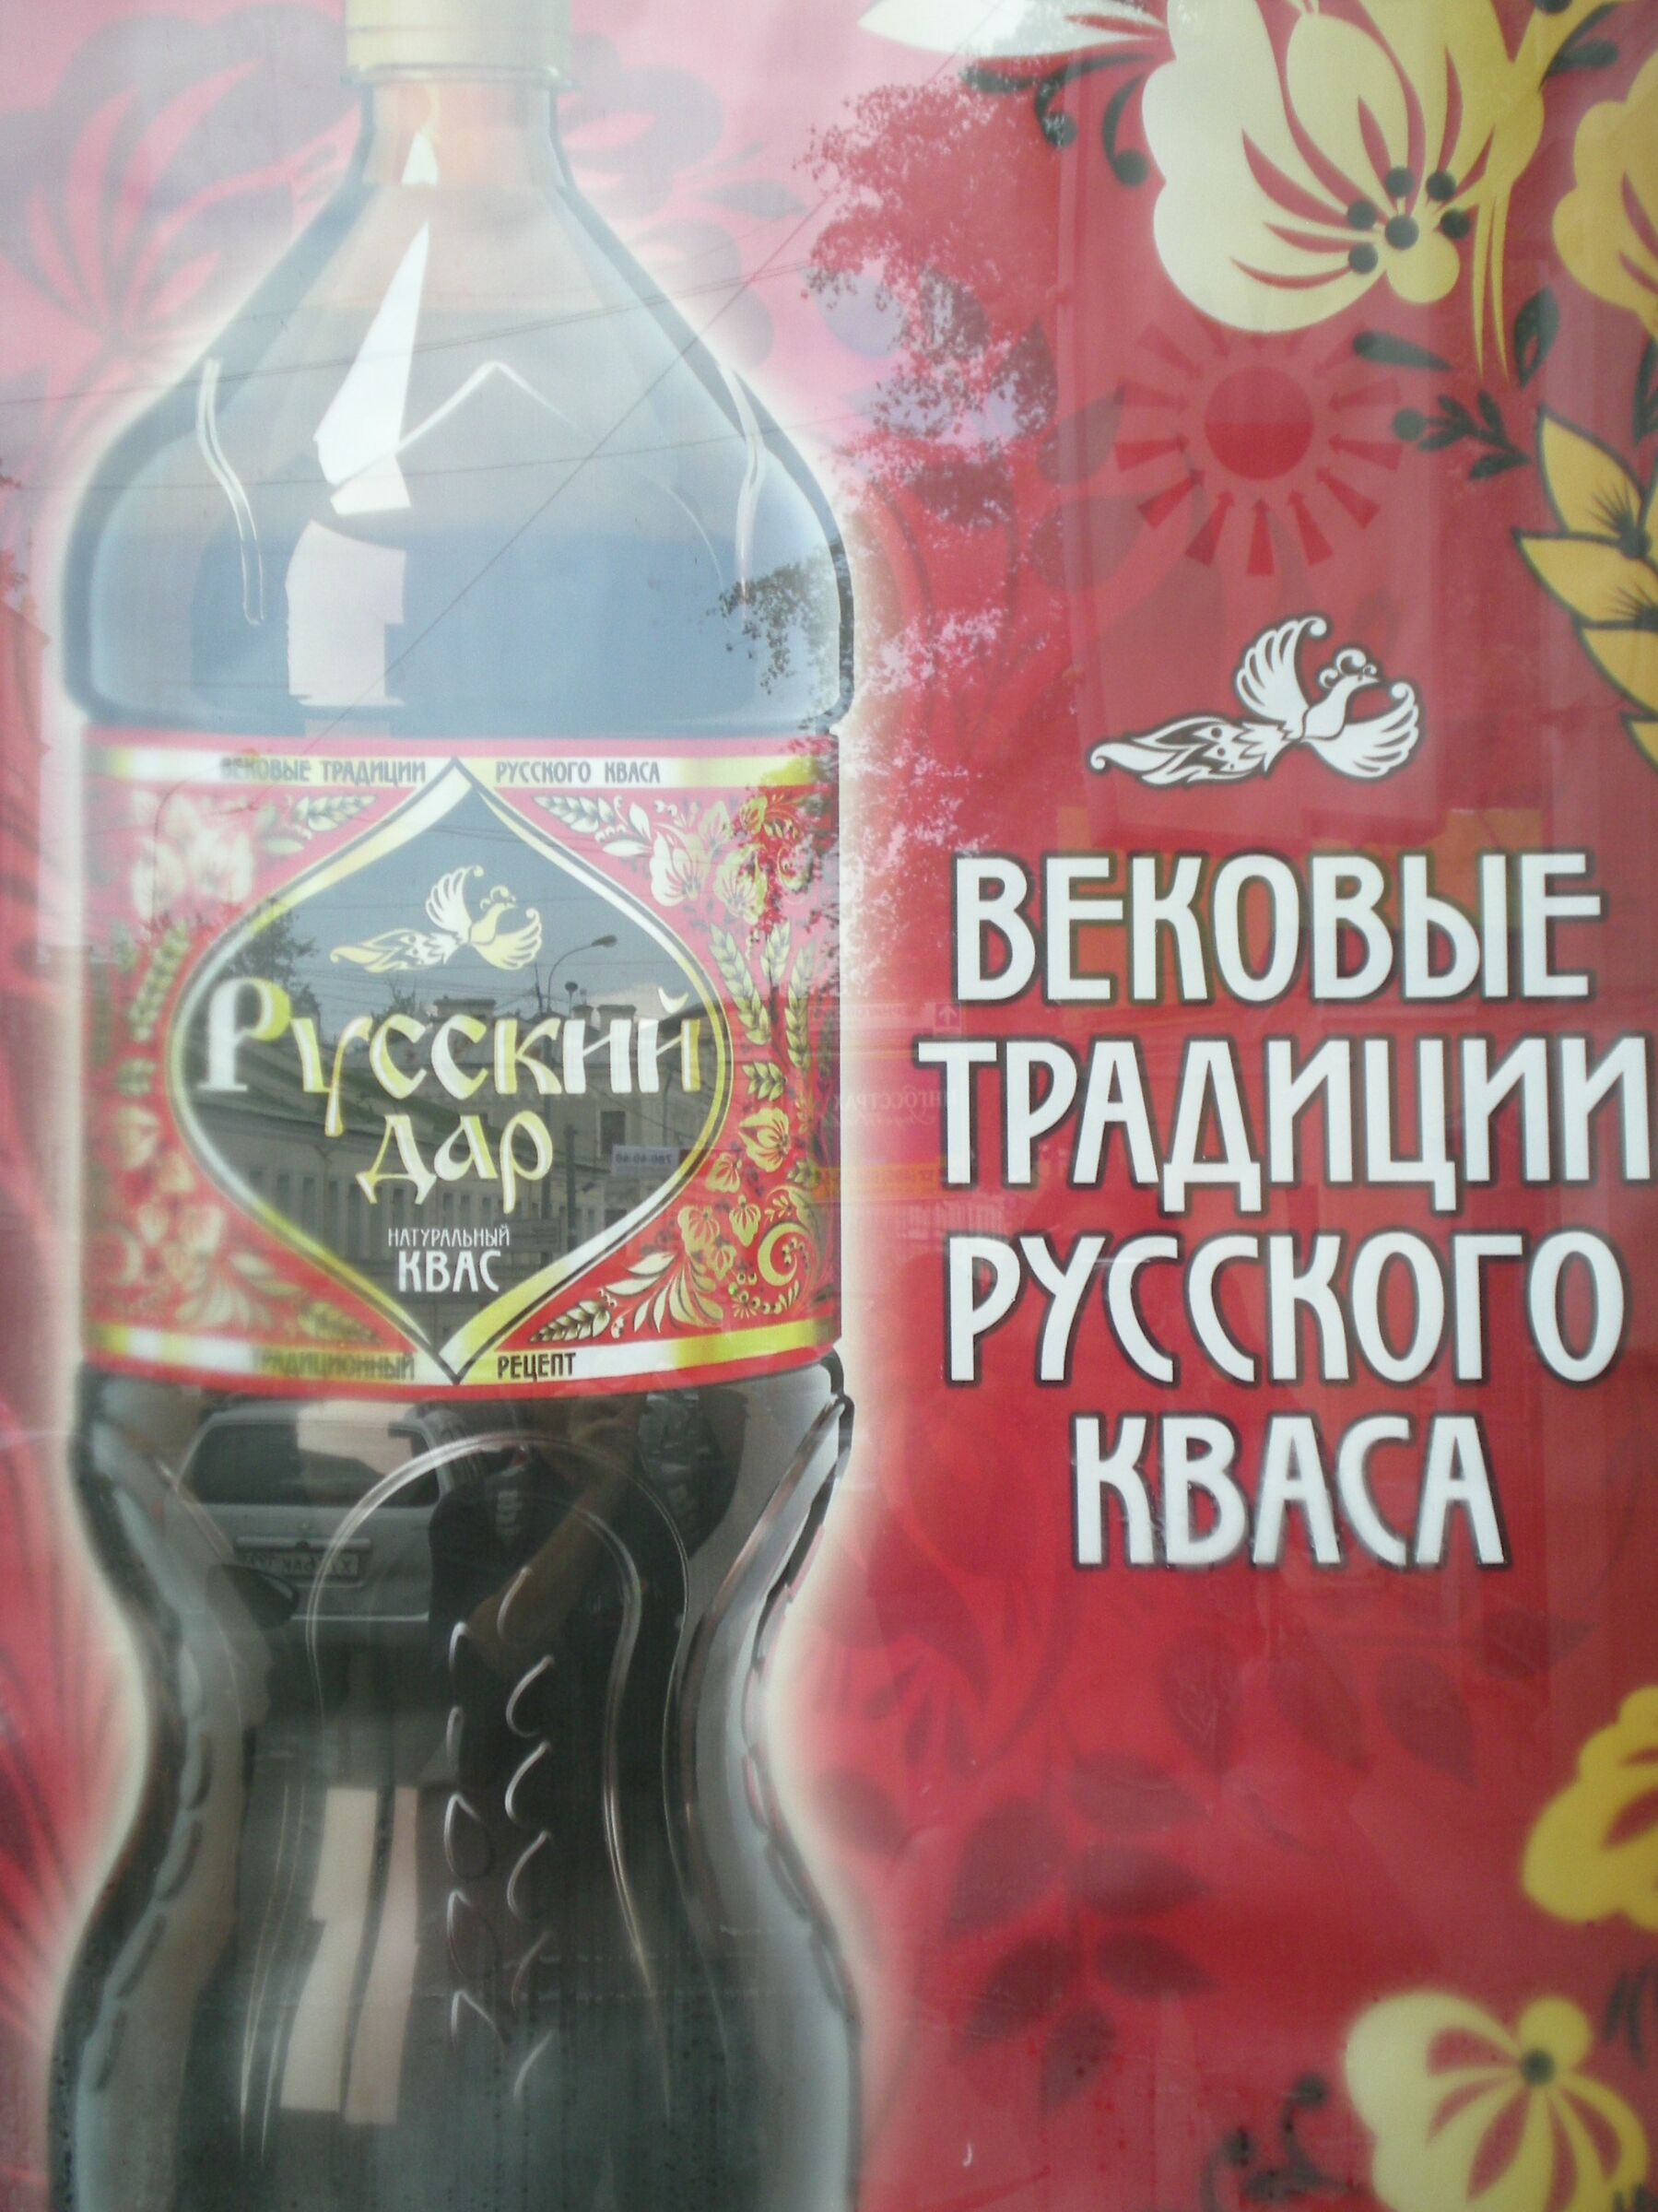 ВЕКОВЫЕ ТРАДИЦИИ РУССКОГО КВАСА
Русский
дар
НАТУРАЛЬНЫЙ
КВАС
ТРАДИЦИОННЫЙ РЕЦЕПТ
ВЕКОВЫЕ
ТРАДИЦИИ
РУССКОГО
КВАСА